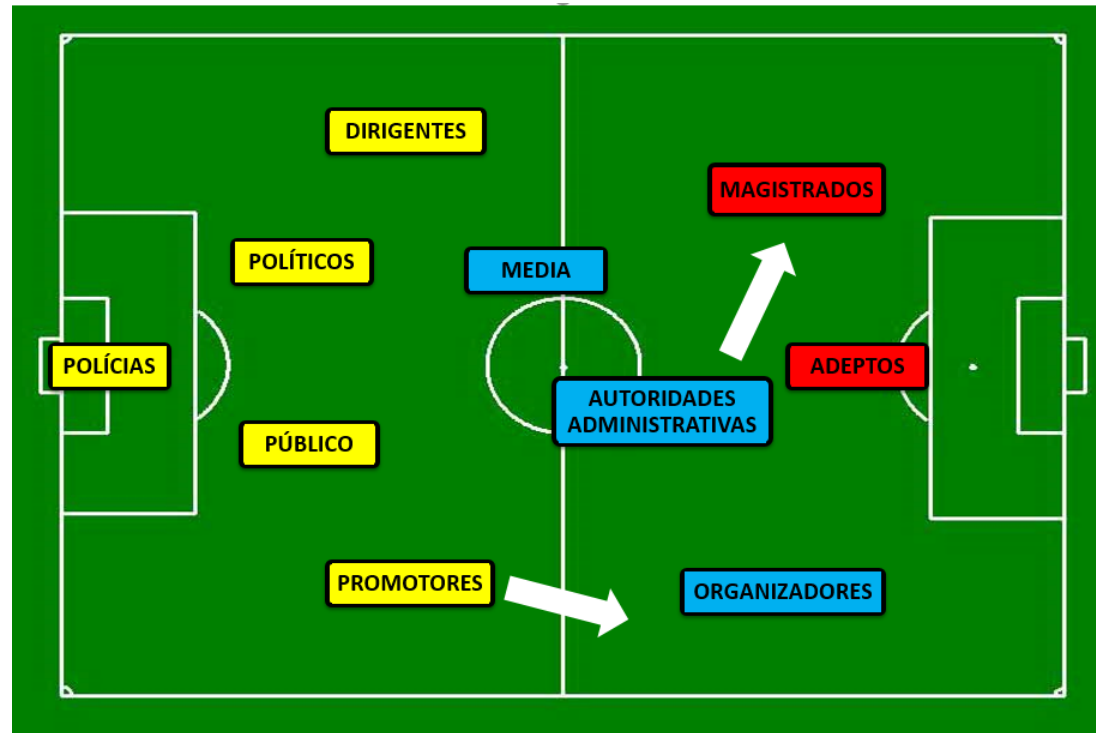 DIRIGENTES
MAGISTRADOS
POLÍTICOS
MEDIA
POLÍCIAS
ADEPTOS
AUTORIDADES
ADMINISTRATIVAS
PÚBLICO
PROMOTORES
ORGANIZADORES